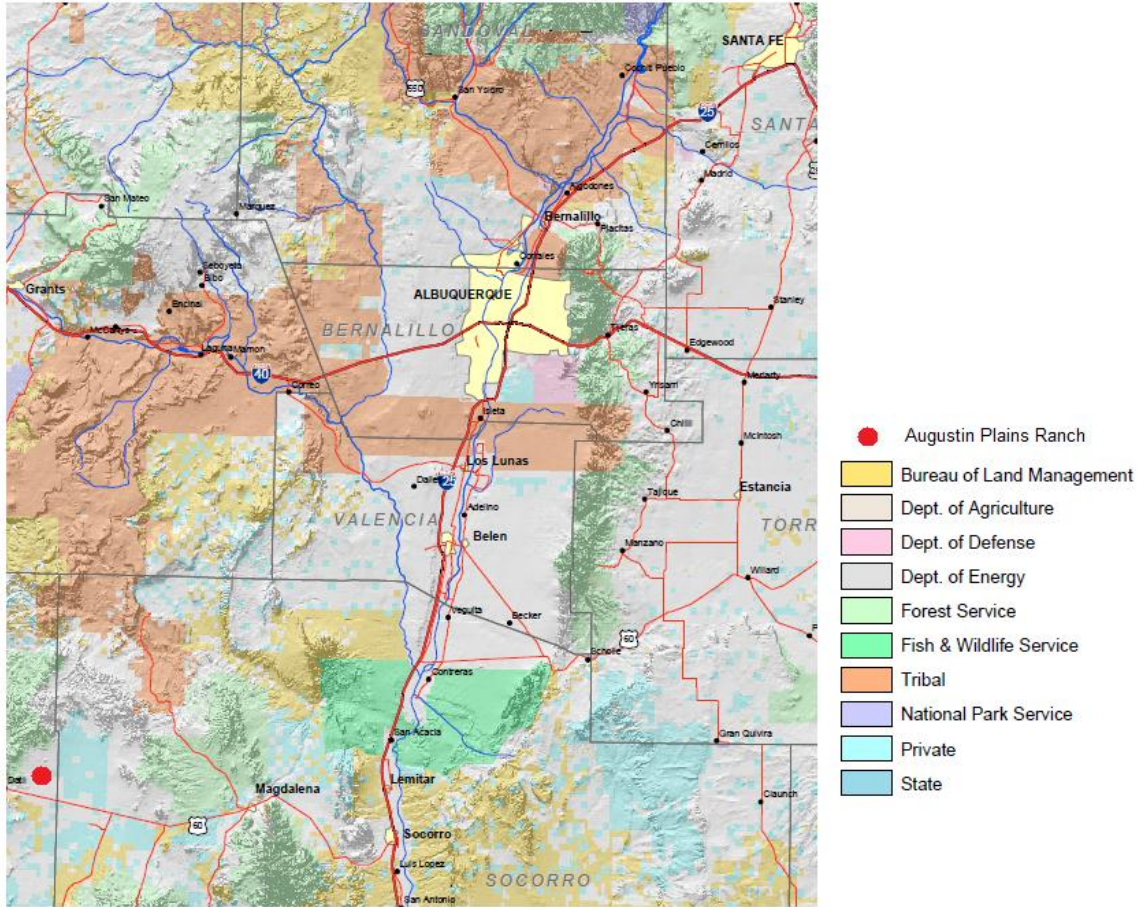 SANDOVAL
SANTA FE
Cochiti Pueblo
550
San Ysidro
25
SANTA
Cerrillos
Madrid
San Mateo
Marquez
Algodones
Bernalillo
Placitas
Corrales
Seboyeta
Bibo
Grants
Encinal
ALBUQUERQUE
Stanley
BERNALILLO
Tijeras
Edgewood
McCartys
Laguna
Mamon
40
Correo
Moriarty
Yrisarri
Isleta
Chilili
McIntosh
Los Lunas
25
Dalies
Adelino
Tajique
Estancia
VALENCIA
TORR
Belen
Manzano
Willard
Veguita
Becker
60
Scholle
Contreras
San Acacia
Gran Quivira
Datil
Lemitar
Magdalena
Claunch
60
Socorro
Luis Lopez
SOCORRO
San Antonio
Augustin Plains Ranch
Bureau of Land Management
Dept. of Agriculture
Dept. of Defense
Dept. of Energy
Forest Service
Fish & Wildlife Service
Tribal
National Park Service
Private
State